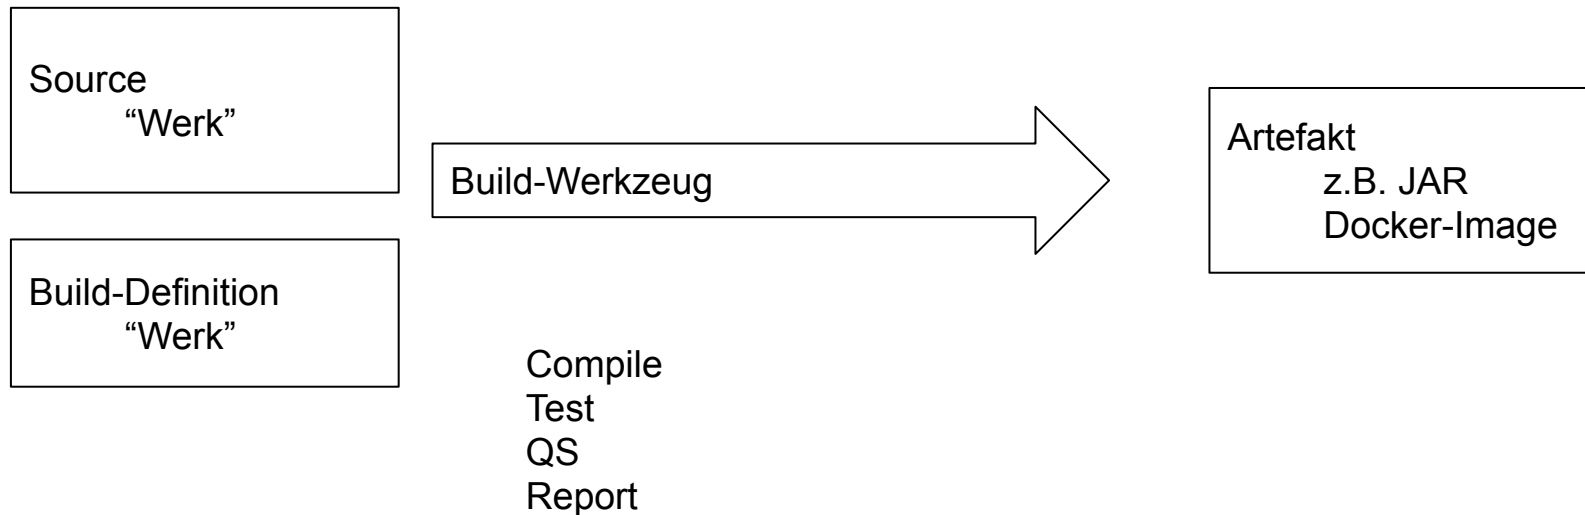 Source
“Werk”
Build-Definition
“Werk”
Build-Werkzeug
Compile
Test
QS
Report
Artefakt
z.B. JAR
Docker-Image